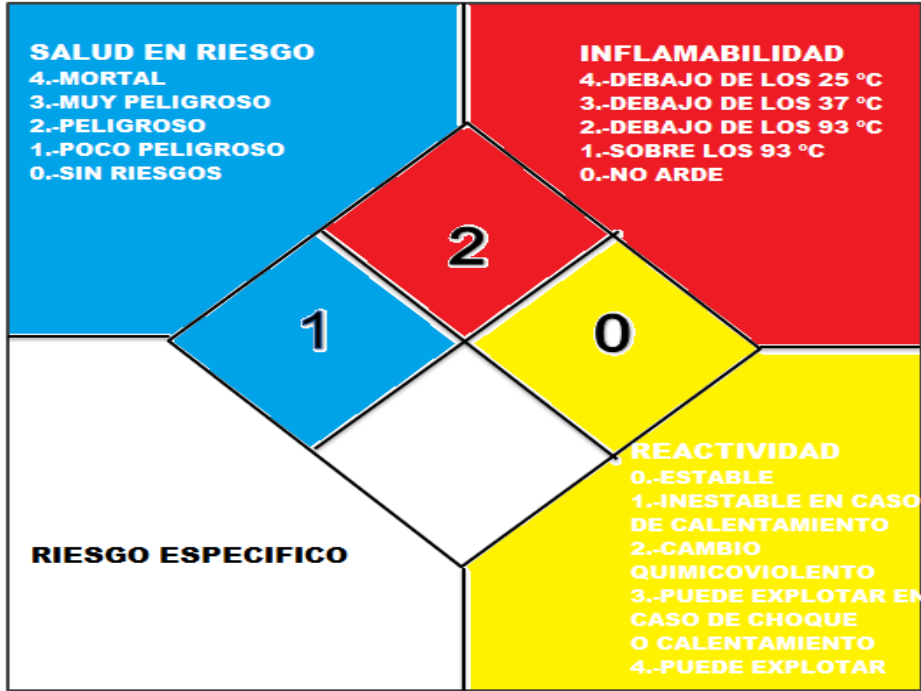 SALUD EN RIESGO
4.-MORTAL
3.-MUY PELIGROSO
2.-PELIGROSO
1.-POCO PELIGROSO
0.-SIN RIESGOS
INFLAMABILIDAD
4.-DEBAJO DE LOS 25 ºC
3.-DEBAJO DE LOS 37 ºC
2.-DEBAJO DE LOS 93 ºC
1.-SOBRE LOS 93 ºC
0.-NO ARDE
2
1
0
RIESGO ESPECIFICO
REACTIVIDAD
0.-ESTABLE
1.-INESTABLE EN CASO
DE CALENTAMIENTO
2.-CAMBIO
QUIMICOVIOLENTO
3.-PUEDE EXPLOTAR EN
CASO DE CHOQUE
O CALENTAMIENTO
4.-PUEDE EXPLOTAR